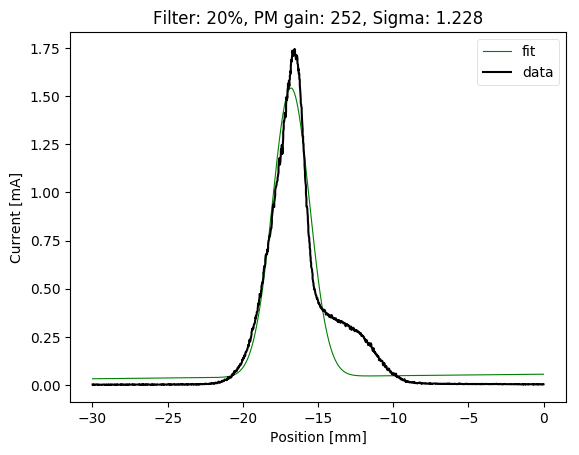 Filter: 20%, PM gain: 252, Sigma: 1.228
fit
data
Current [mA]
1.75
1.50
1.25
1.00
0.75
0.50
0.25
0.00
−30 −25 −20 −15 −10 −5 0
Position [mm]